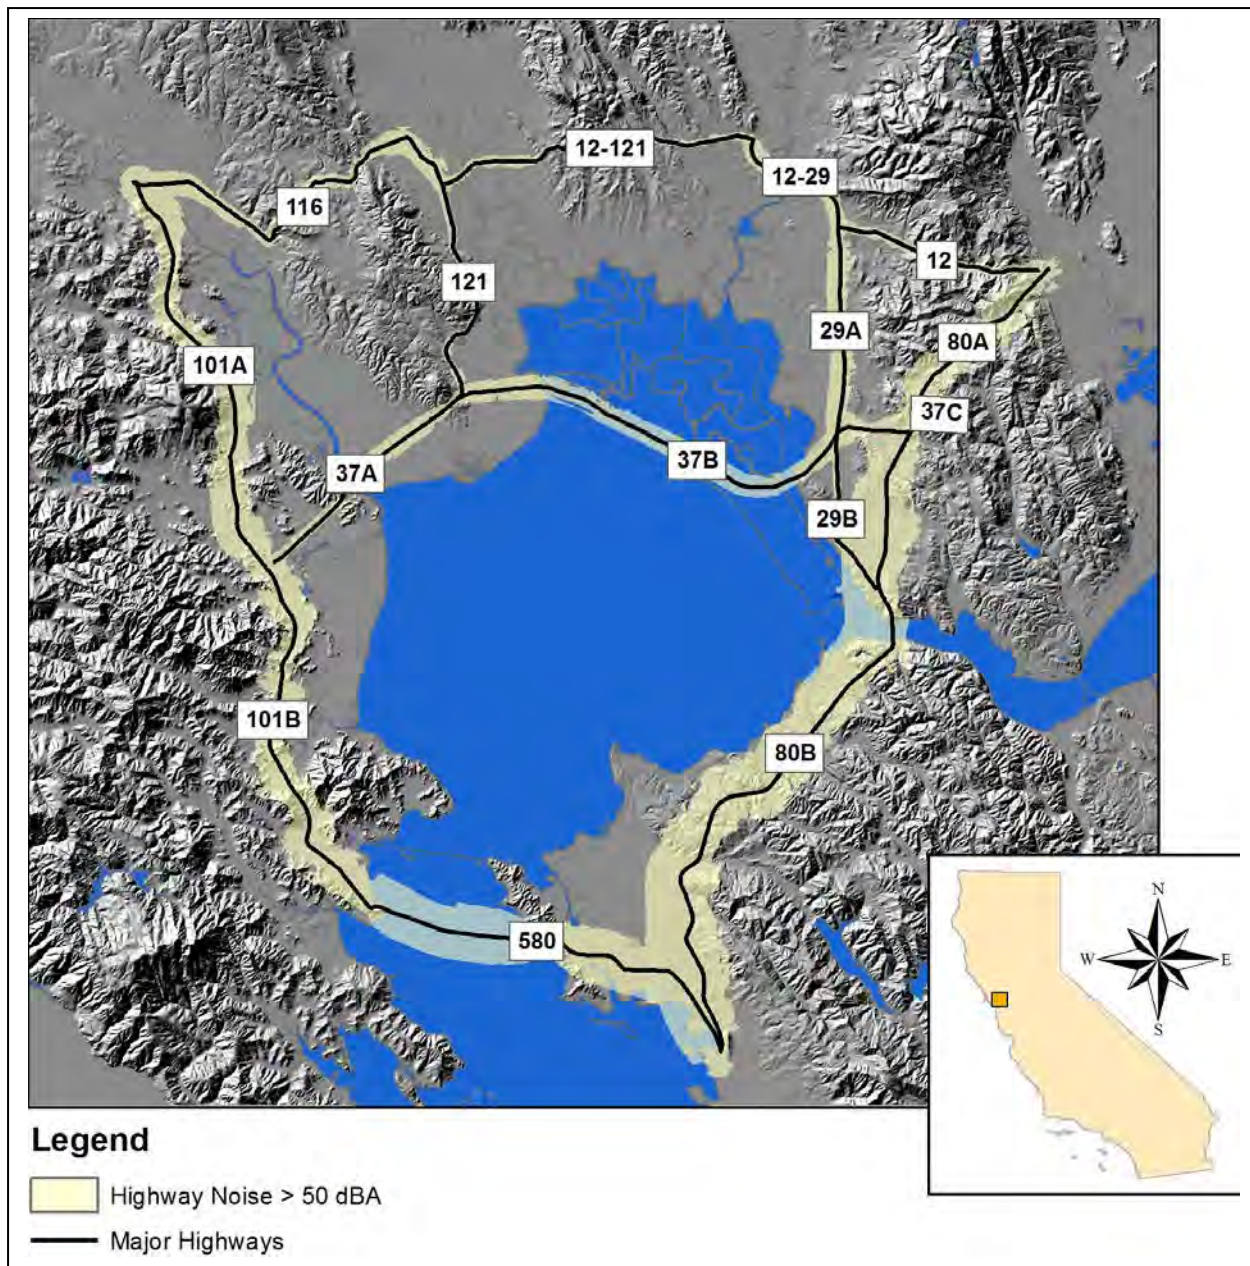 12-121
12-29
116
12
121
29A
80A
101A
37C
37B
37A
29B
101B
80B
580
N
W
E
S
Legend
Highway Noise > 50 dBA
Major Highways